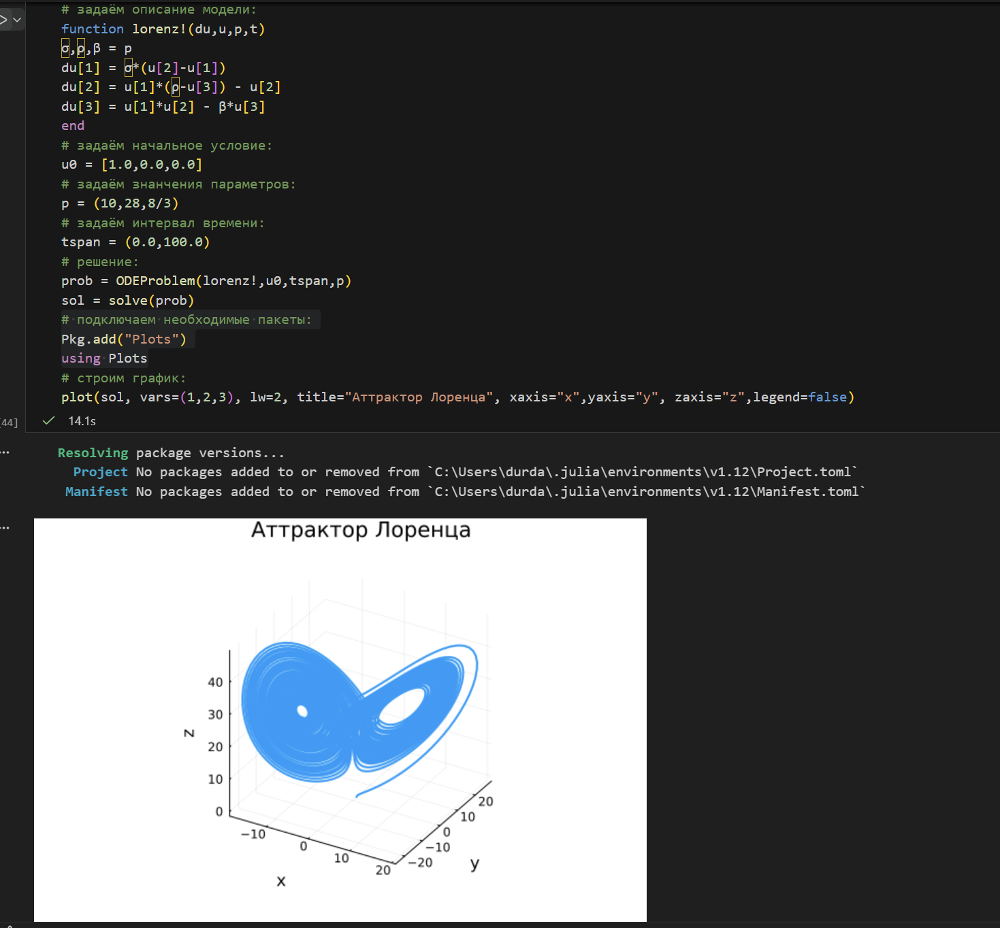 # задаём описание модели:
function lorenz!(du,u,p,t)
σ,ρ,β = p
du[1] = σ*(u[2]-u[1])
du[2] = u[1]*(ρ-u[3]) - u[2]
du[3] = u[1]*u[2] - β*u[3]
end
# задаём начальное условие:
u0 = [1.0,0.0,0.0]
# задаём знанчения параметров:
p = (10,28,8/3)
# задаём интервал времени:
tspan = (0.0,100.0)
# решение:
prob = ODEProblem(lorenz!,u0,tspan,p)
sol = solve(prob)
# подключаем необходимые пакеты:
Pkg.add("Plots")
using Plots
# строим график:
plot(sol, vars=(1,2,3), lw=2, title="Аттрактор Лоренца", xaxis="x",yaxis="y", zaxis="z",legend=false)
44] 14.1s
Resolving package versions...
Project No packages added to or removed from `C:\Users\durda\.julia\environments\v1.12\Project.toml`
Manifest No packages added to or removed from `C:\Users\durda\.julia\environments\v1.12\Manifest.toml`
Аттрактор Лоренца
40
30
z
20
10
0
−10
0
10
20
x
20
10
0
−10
−20
y